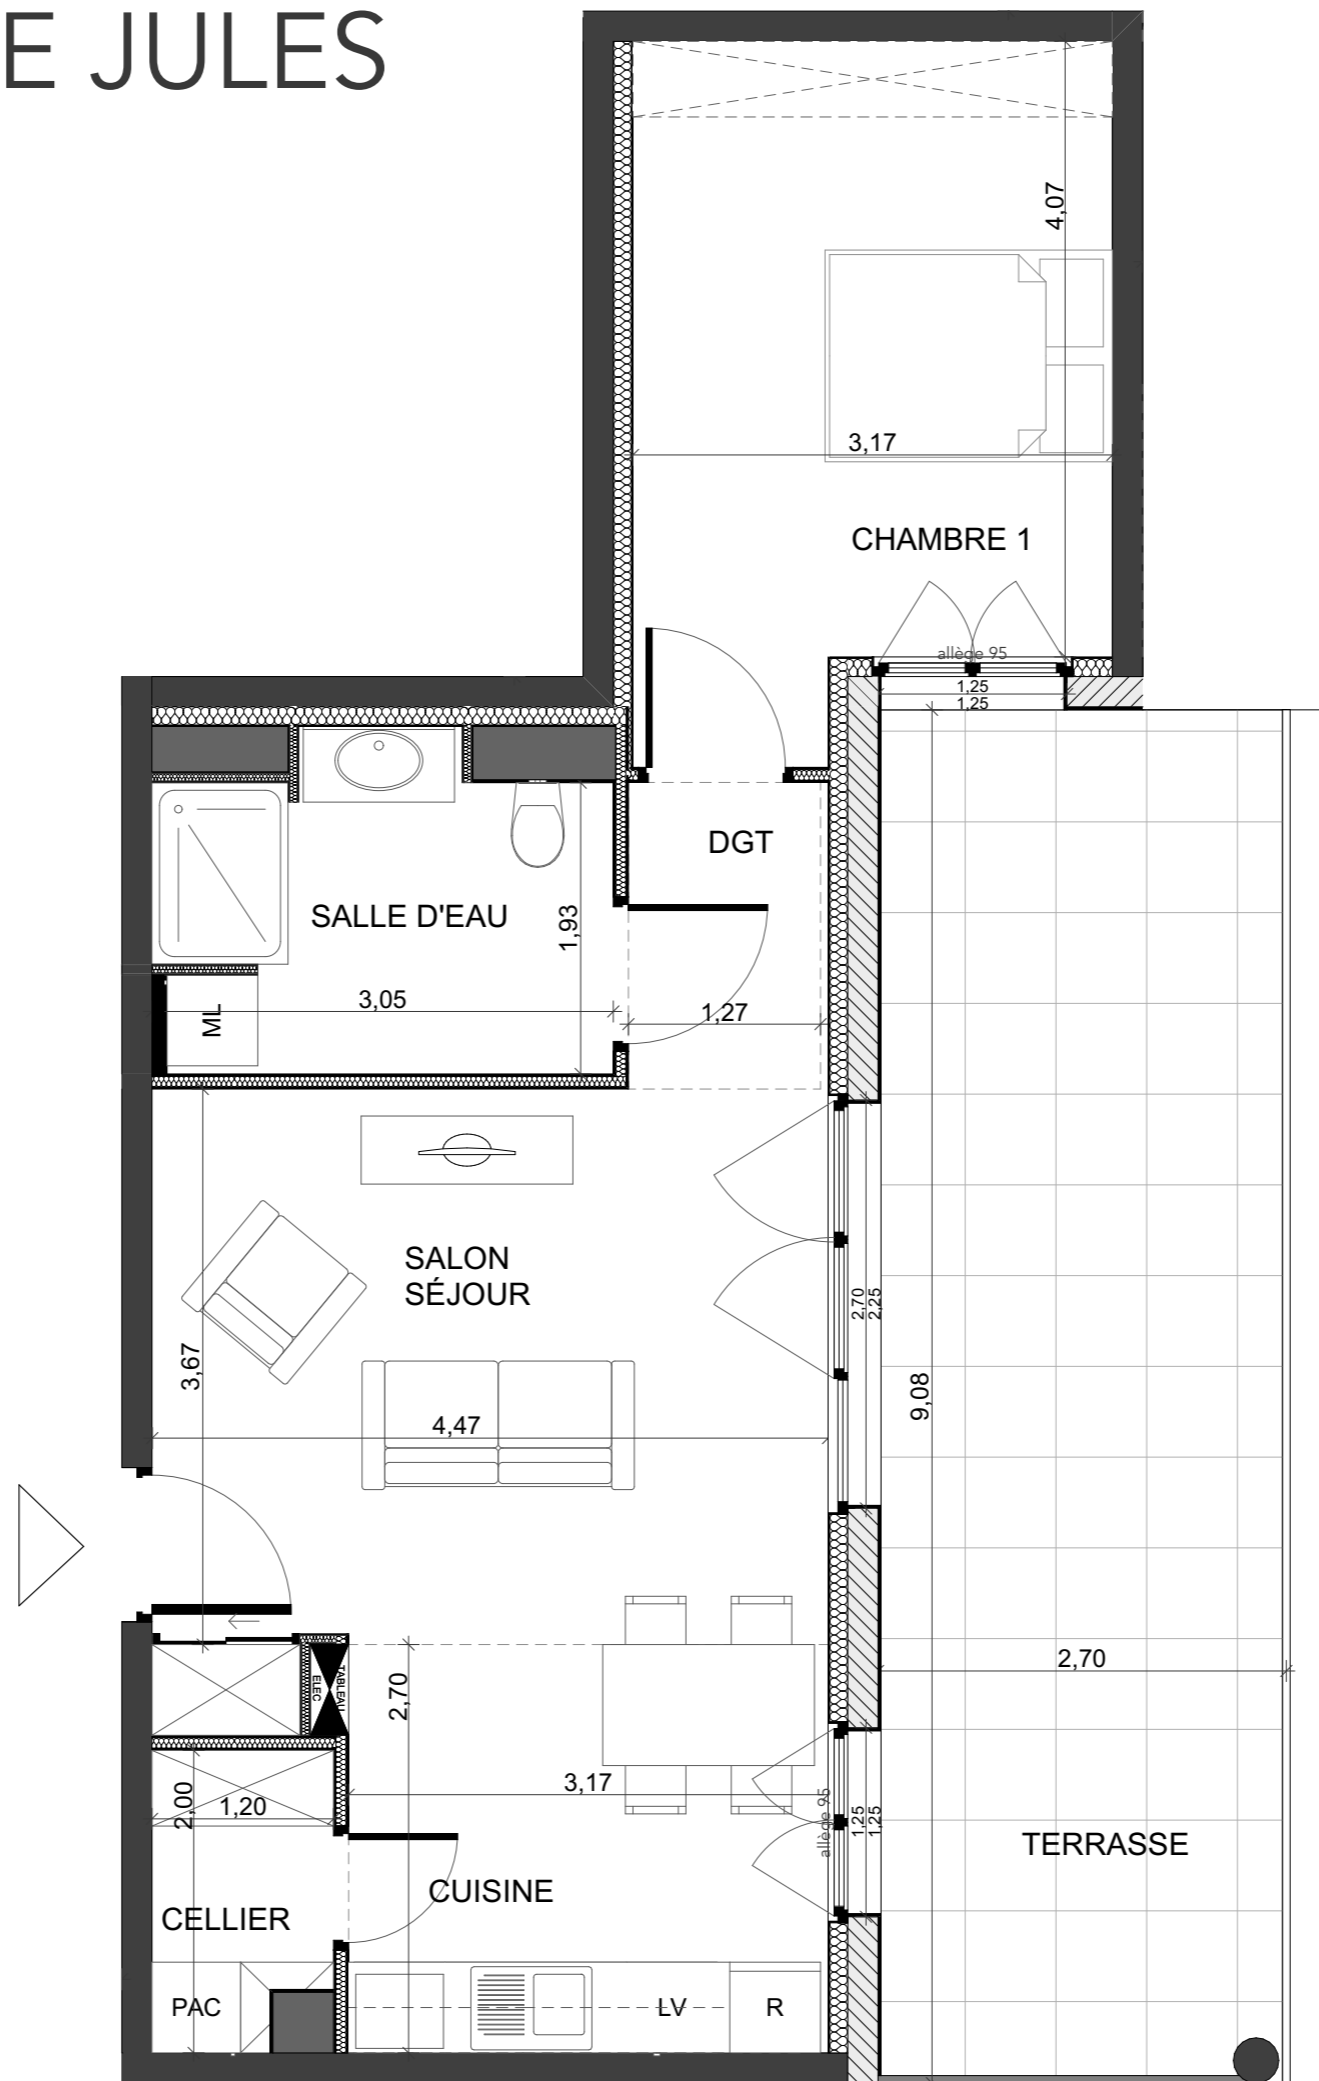 E JULES
4,07
3,17
CHAMBRE 1
allège 95
1,25
1,25
DGT
SALLE D'EAU
1,93
3,05
1,27
ML
SALON
SÉJOUR
2,70
2,25
3,67
9,08
4,47
2,70
TABLEAU
ELEC
2,70
3,17
2,00
1,20
allège 95
1,25
1,25
TERRASSE
CUISINE
CELLIER
PAC
LV
R